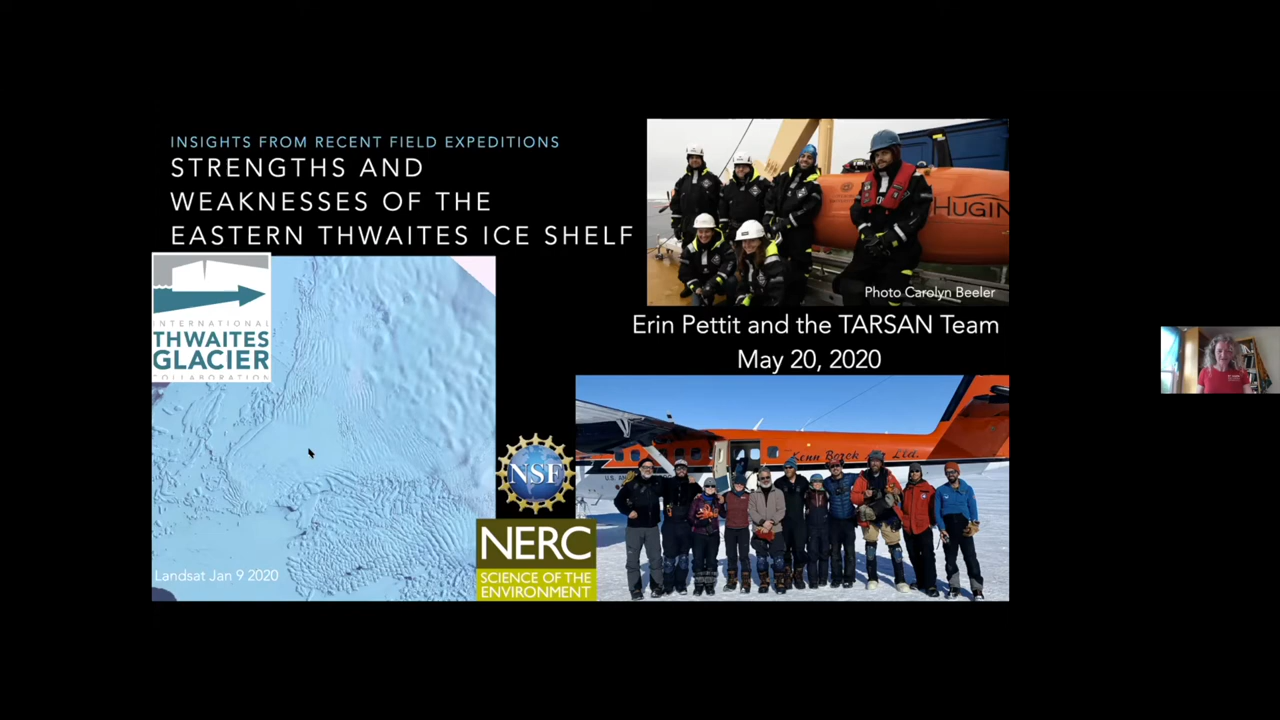 INSIGHTS FROM RECENT FIELD EXPEDITIONS
STRENGTHS AND
WEAKNESSES OF THE
EASTERN THWAITES ICE SHELF
INTERNATIONAL
THWAITES
GLACIER
COLLABORATION
Landsat Jan 9 2020
HUGIN
Photo Carolyn Beeler
Erin Pettit and the TARSAN Team
May 20, 2020
Kenn Borek Ltd.
NSF
NERC
SCIENCE OF THE
ENVIRONMENT